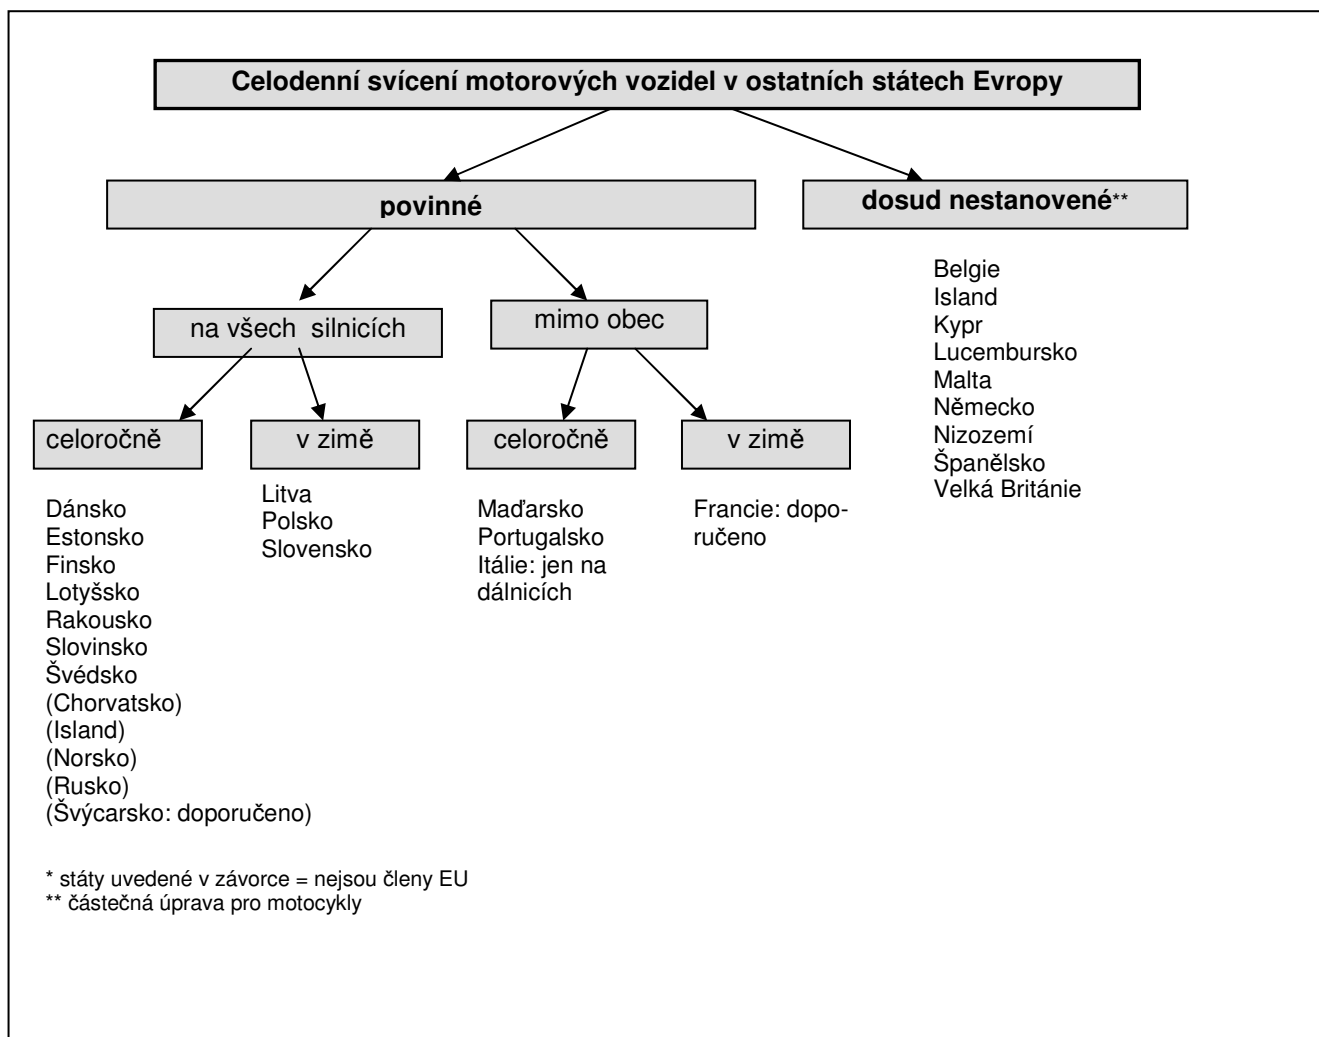 Celodenní svícení motorových vozidel v ostatních státech Evropy
povinné
dosud nestanovené**
na všech silnicích
mimo obec
celoročně
v zimě
celoročně
v zimě
Dánsko
Estonsko
Finsko
Lotyšsko
Rakousko
Slovinsko
Švédsko
(Chorvatsko)
(Island)
(Norsko)
(Rusko)
(Švýcarsko: doporučeno)
Litva
Polsko
Slovensko
Maďarsko
Portugalsko
Itálie: jen na
dálnicích
Francie: dopo-
ručeno
Belgie
Island
Kypr
Lucembursko
Malta
Německo
Nizozemí
Španělsko
Velká Británie
* státy uvedené v závorce = nejsou členy EU
** částečná úprava pro motocykly